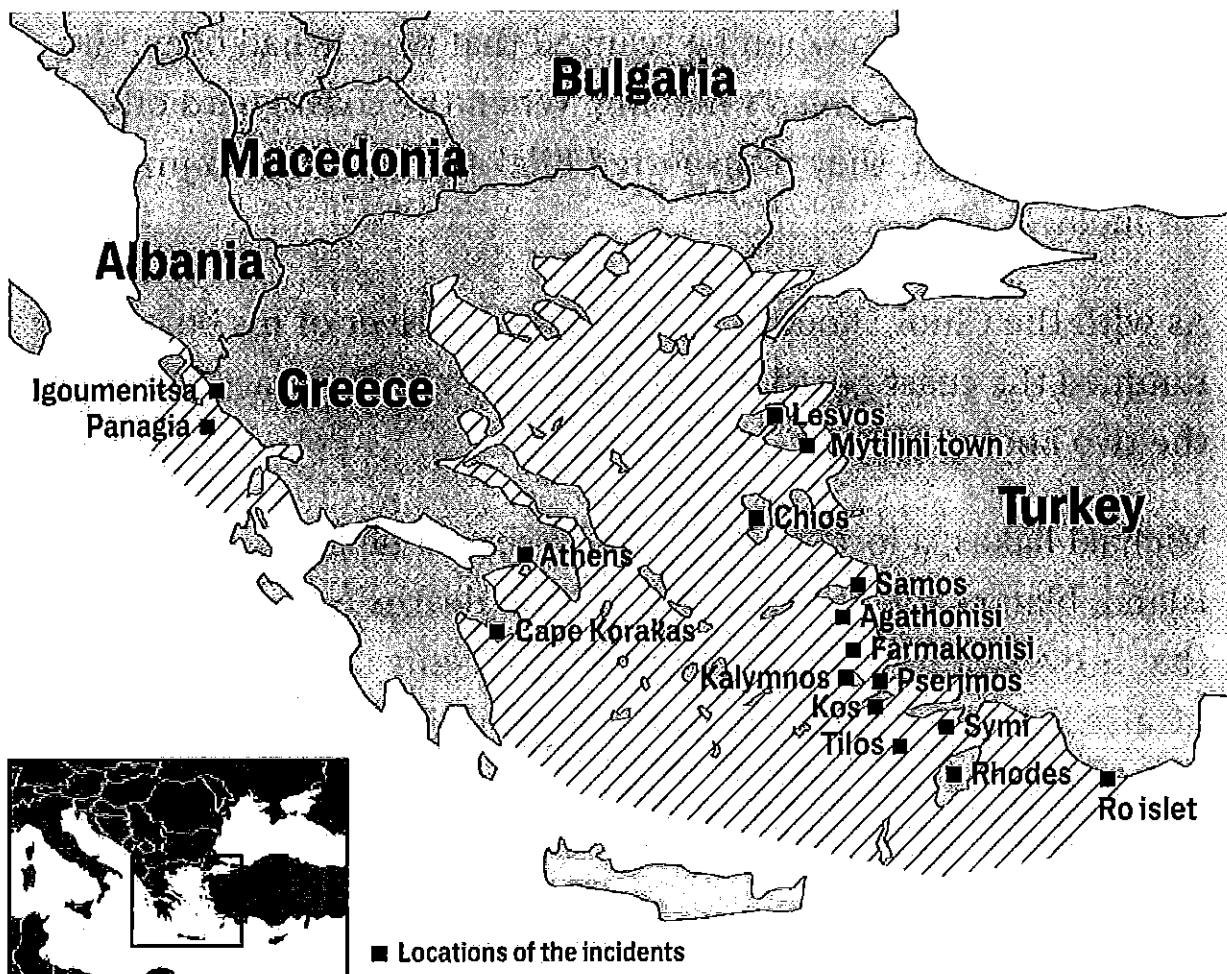 Bulgaria
Macedonia
Albania
Igoumenitsa
Greece
Panagia
Lesvos
Mytilini town
Turkey
Chios
Athens
Samos
Agathonisi
Cape Korakas
Farmakonisi
Kalymnos
Pserimos
Kos
Symi
Tilos
Rhodes
Ro islet
Locations of the incidents